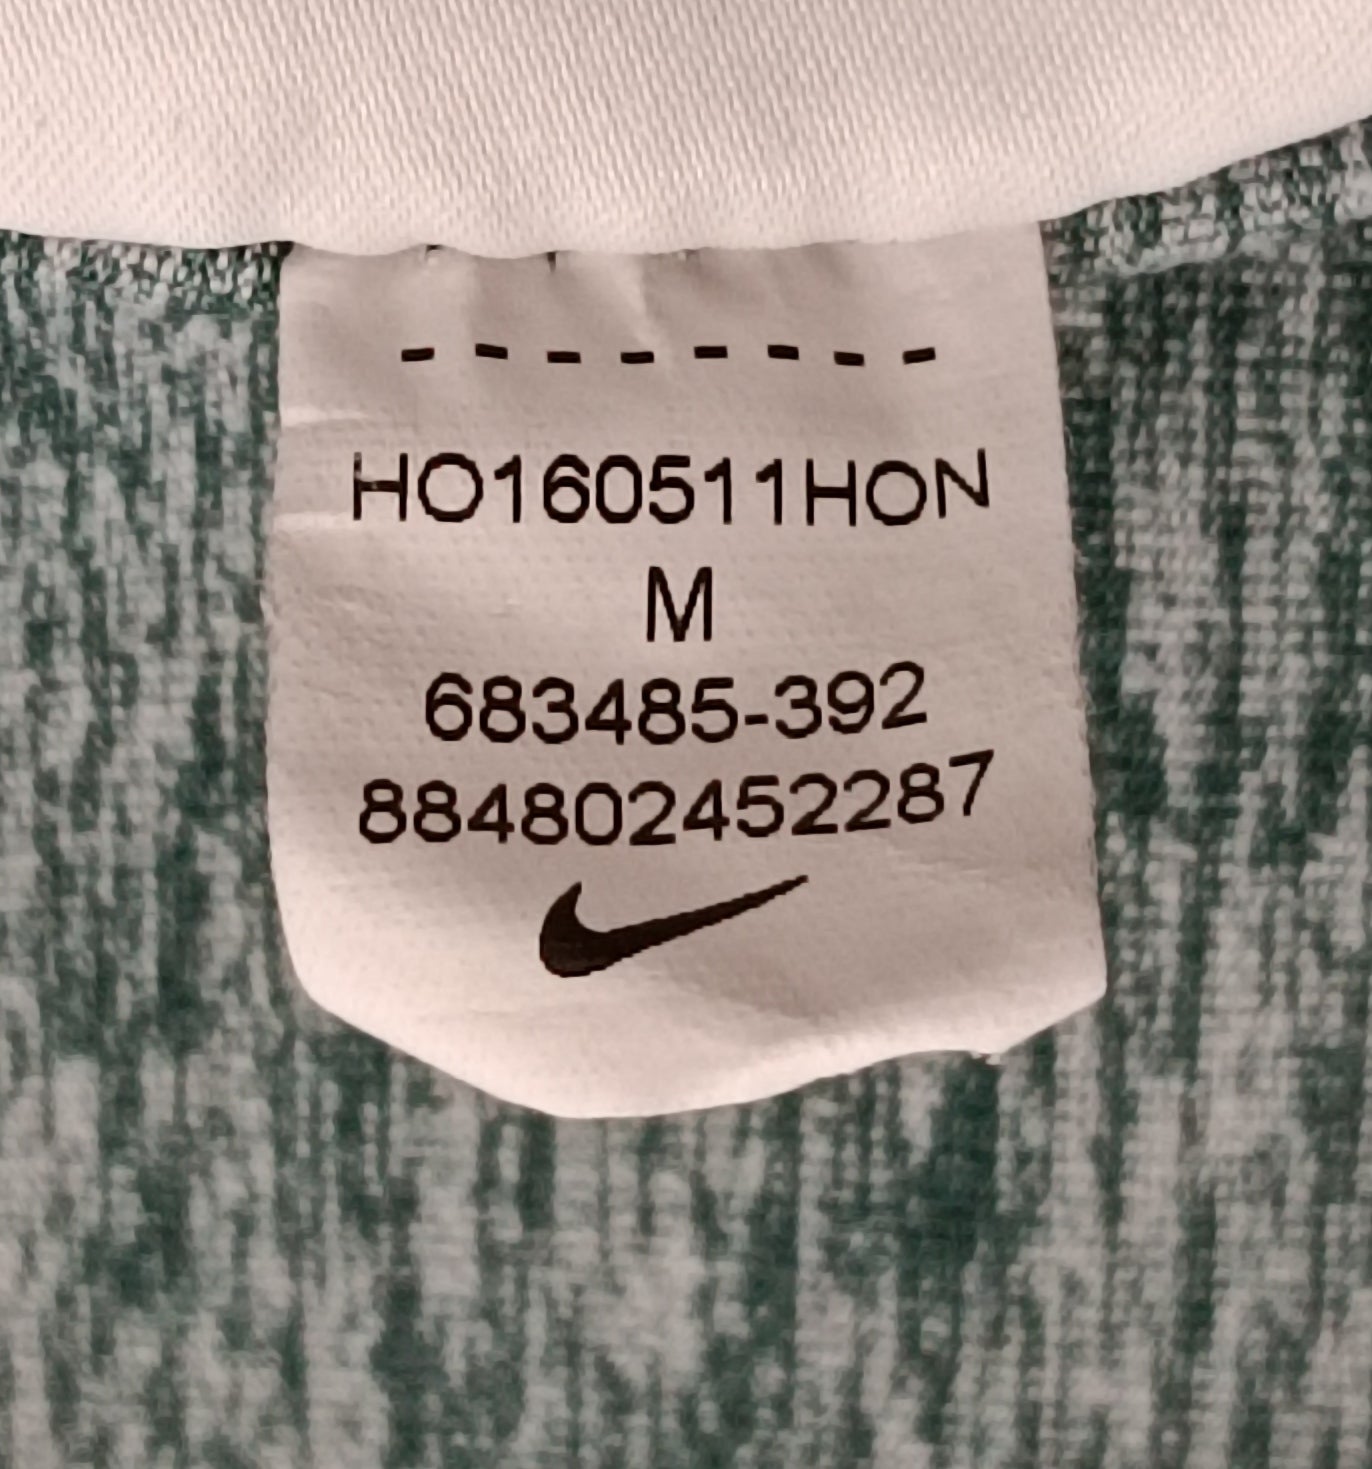 - - - - - - - -
HO160511HON
M
683485-392
884802452287